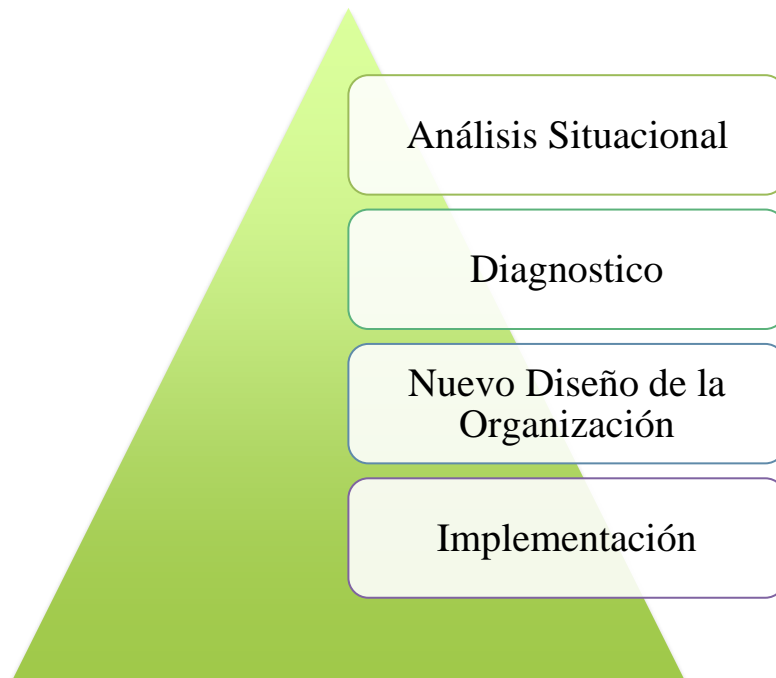 Análisis Situacional
Diagnostico
Nuevo Diseño de la
Organización
Implementación